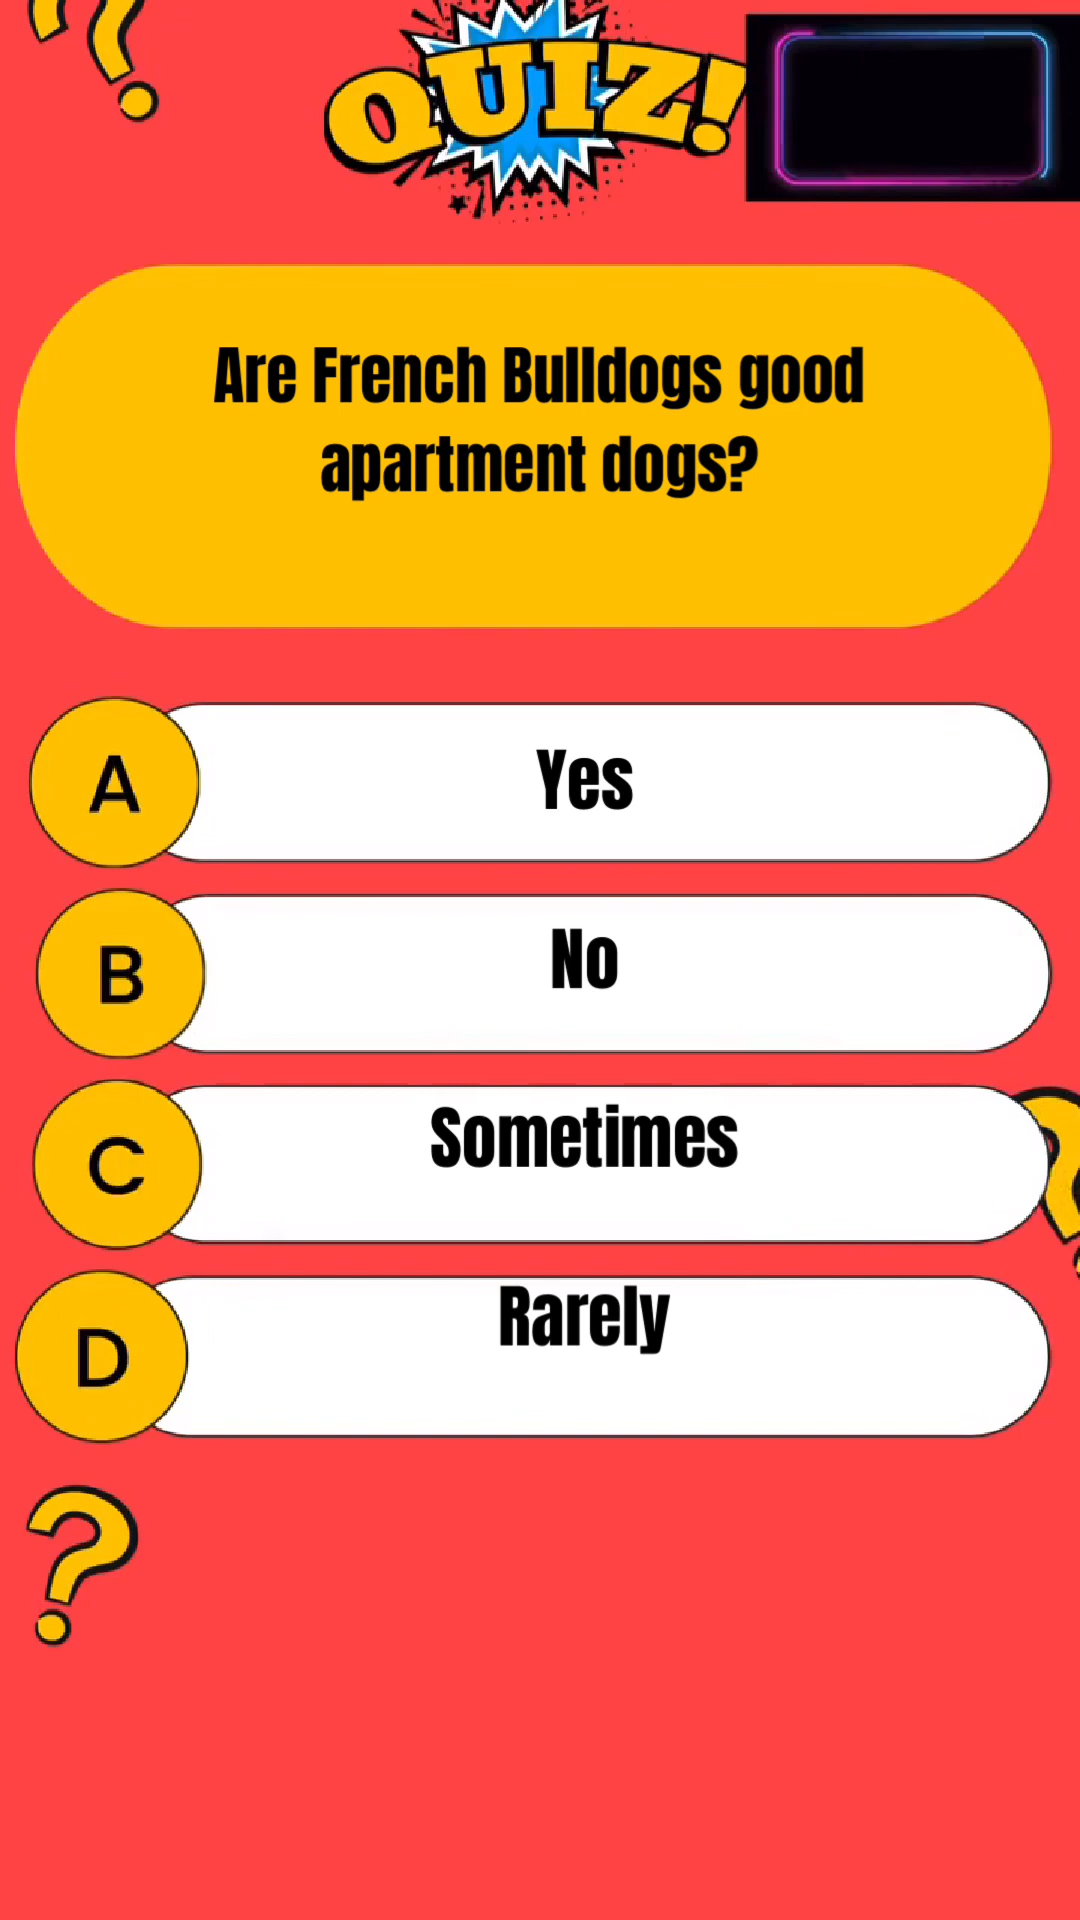 QUIZ!
Are French Bulldogs good
apartment dogs?
A
Yes
B
No
C
Sometimes
D
Rarely